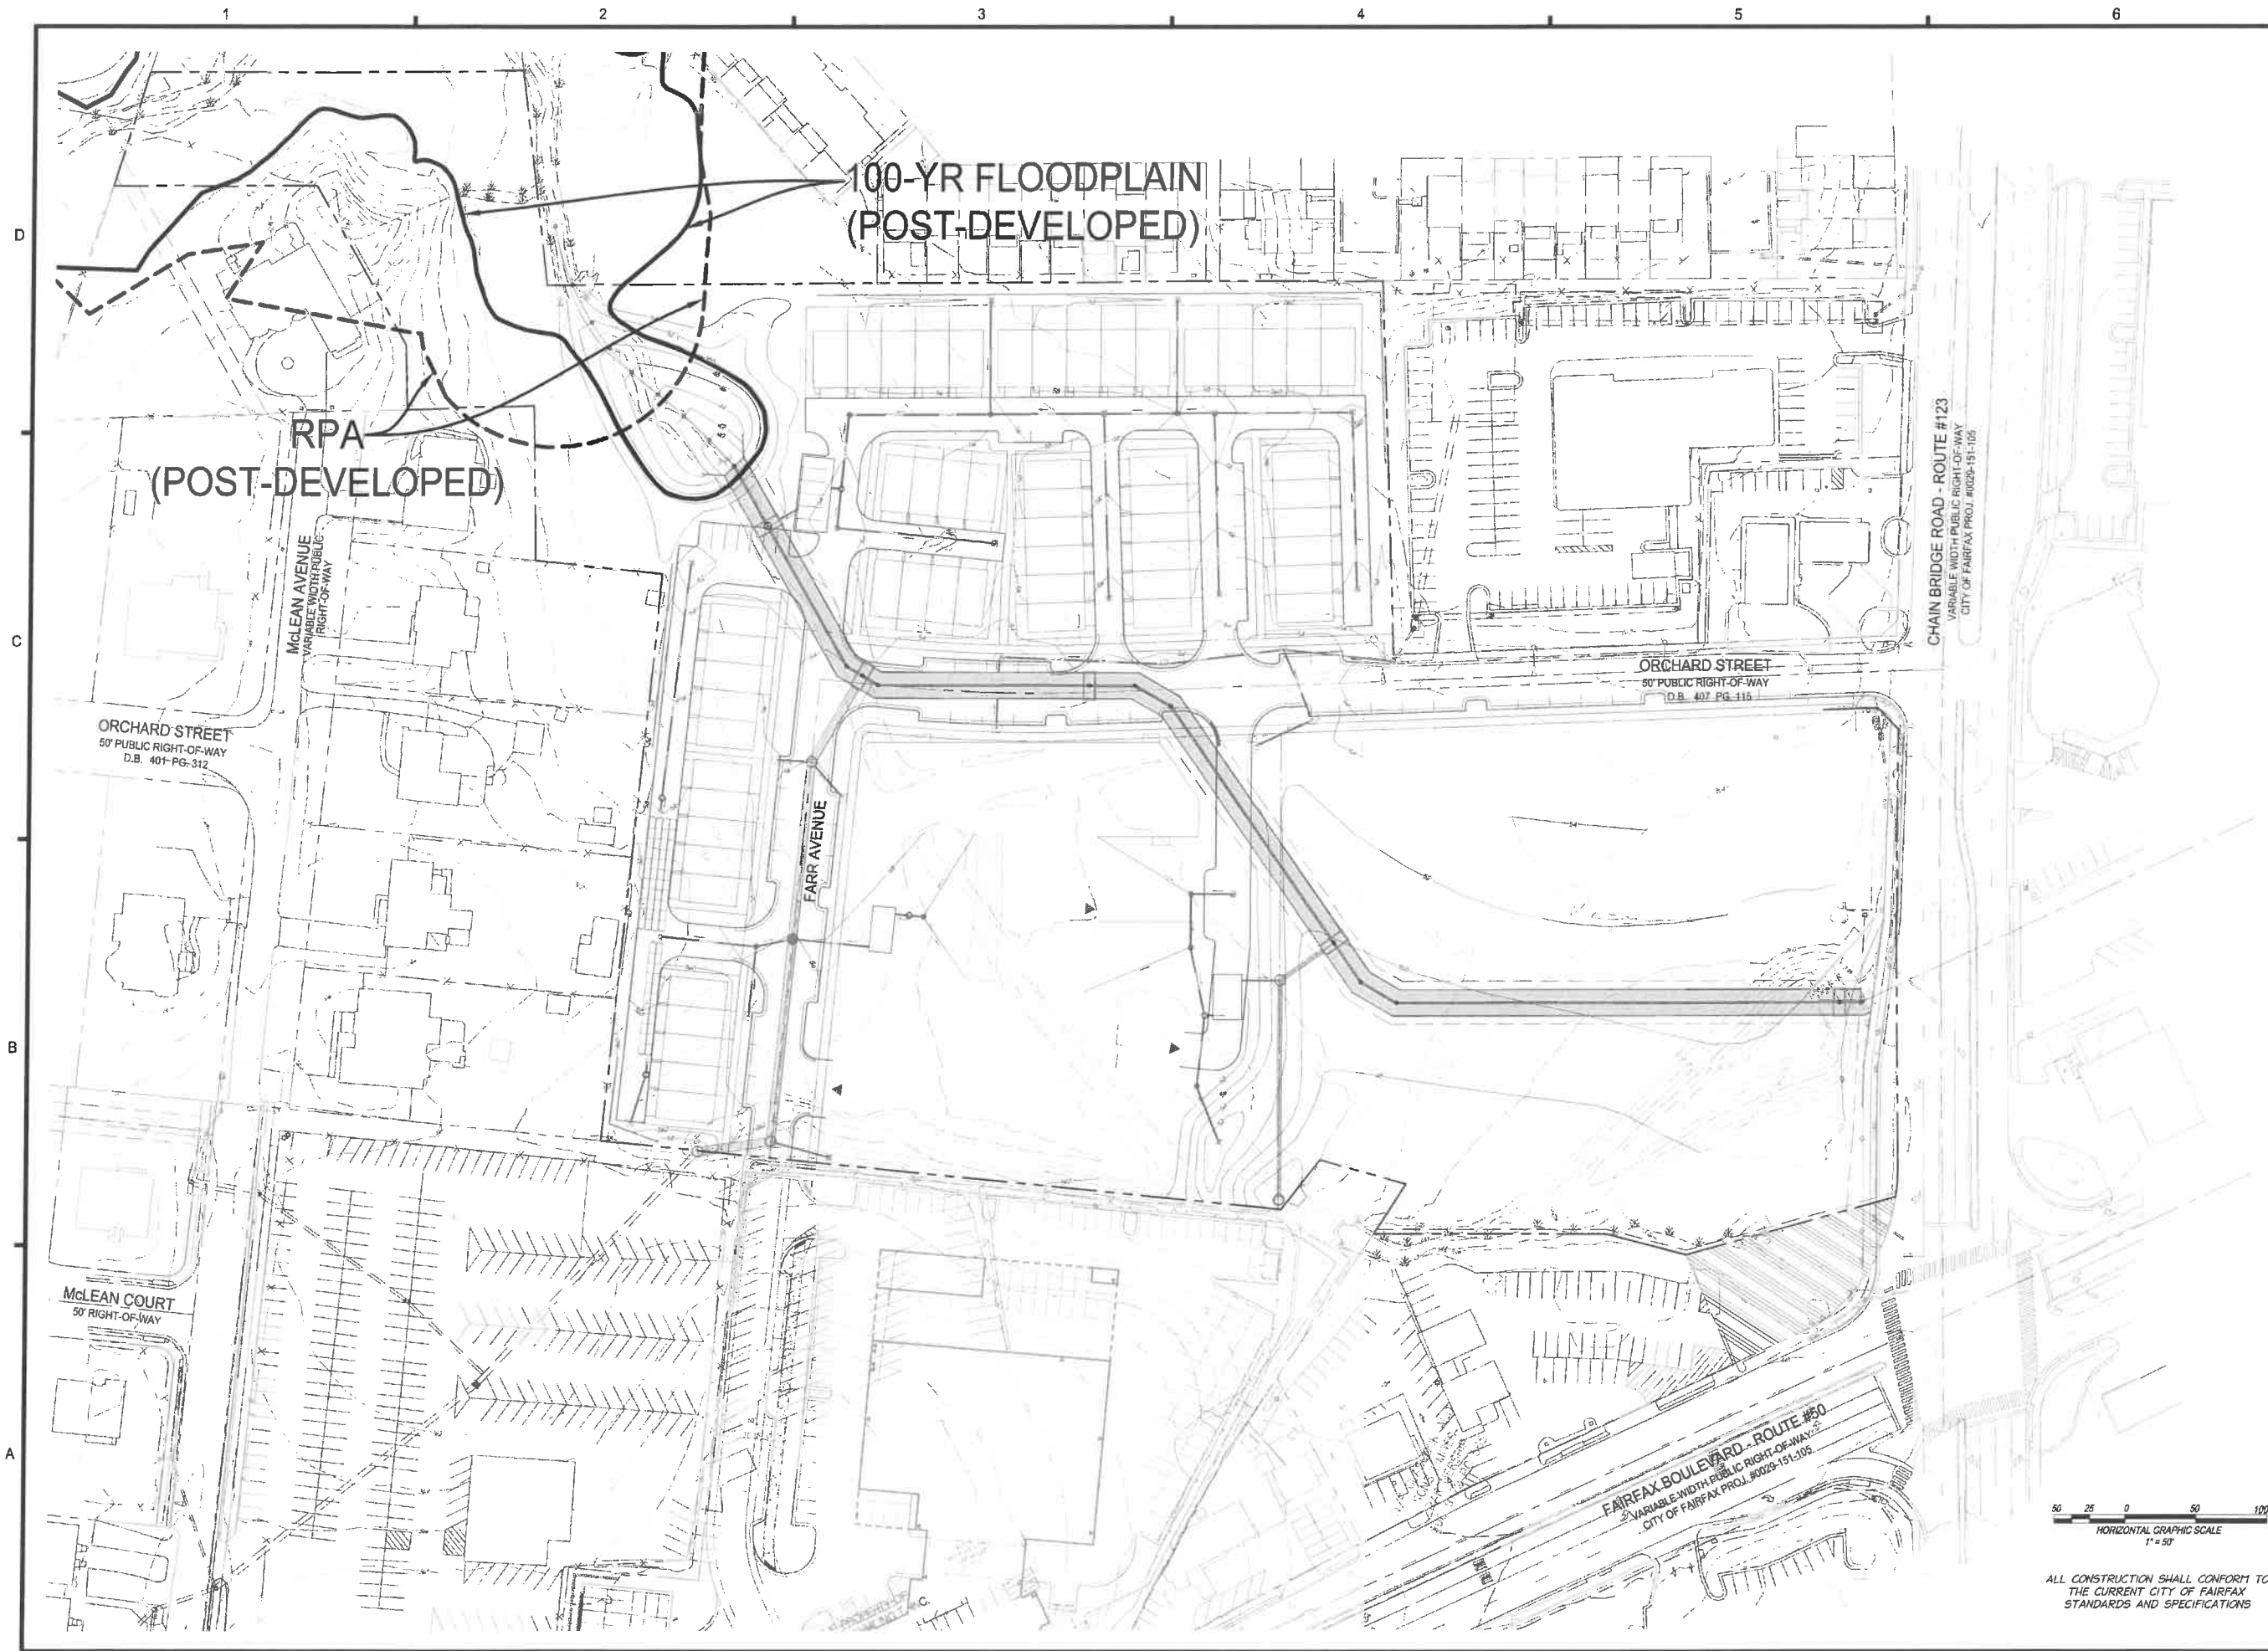 1
2
3
4
5
6
D
C
B
A
100-YR FLOODPLAIN
(POST-DEVELOPED)
RPA
(POST-DEVELOPED)
McLEAN AVENUE
VARIABLE WIDTH PUBLIC
RIGHT-OF-WAY
ORCHARD STREET
50' PUBLIC RIGHT-OF-WAY
D.B. 401 PG. 312
FARR AVENUE
ORCHARD STREET
50' PUBLIC RIGHT-OF-WAY
D.B. 407 PG. 115
CHAIN BRIDGE ROAD - ROUTE #123
VARIABLE WIDTH PUBLIC RIGHT-OF-WAY
CITY OF FAIRFAX PROJ. #0029-151-105
McLEAN COURT
50' RIGHT-OF-WAY
FAIRFAX BOULEVARD - ROUTE #50
VARIABLE WIDTH PUBLIC RIGHT-OF-WAY
CITY OF FAIRFAX PROJ. #0029-151-105
50 25 0 50 100
HORIZONTAL GRAPHIC SCALE
1" = 50'
ALL CONSTRUCTION SHALL CONFORM TO
THE CURRENT CITY OF FAIRFAX
STANDARDS AND SPECIFICATIONS